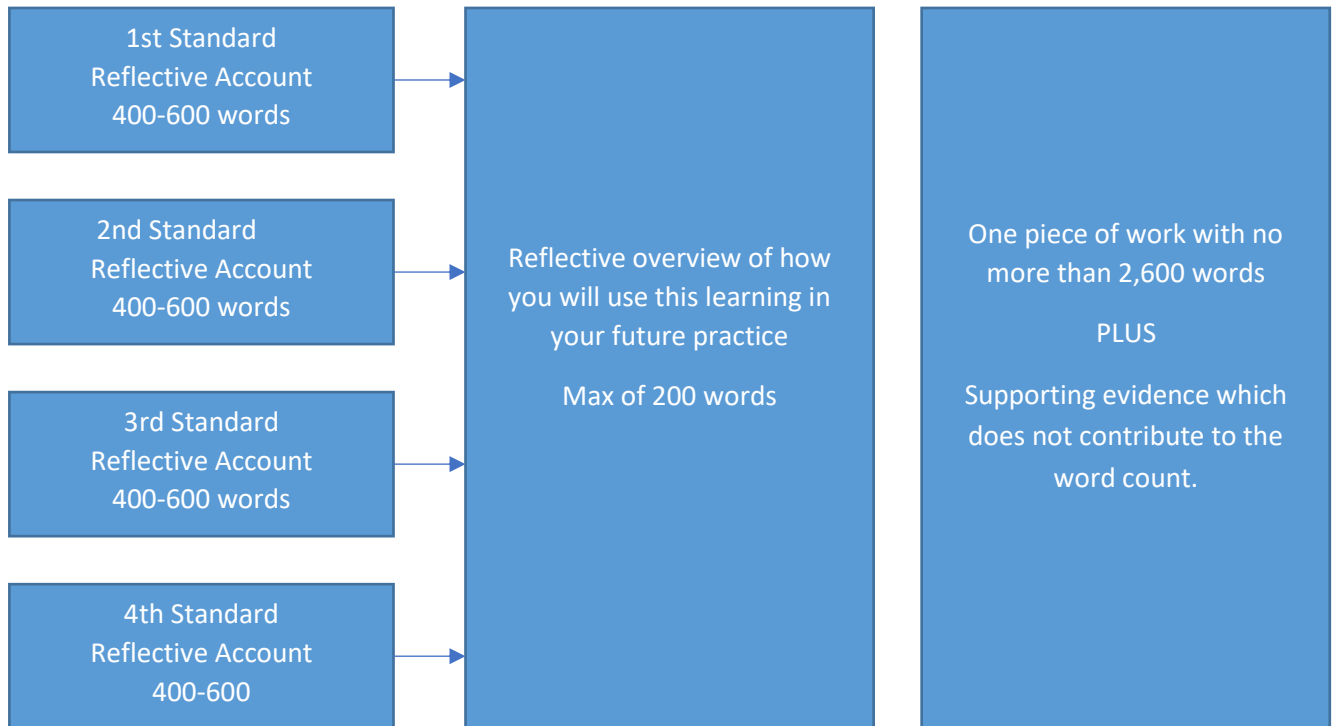 1st Standard
Reflective Account
400-600 words
2nd Standard
Reflective Account
400-600 words
3rd Standard
Reflective Account
400-600 words
4th Standard
Reflective Account
400-600
Reflective overview of how
you will use this learning in
your future practice
Max of 200 words
One piece of work with no
more than 2,600 words
PLUS
Supporting evidence which
does not contribute to the
word count.